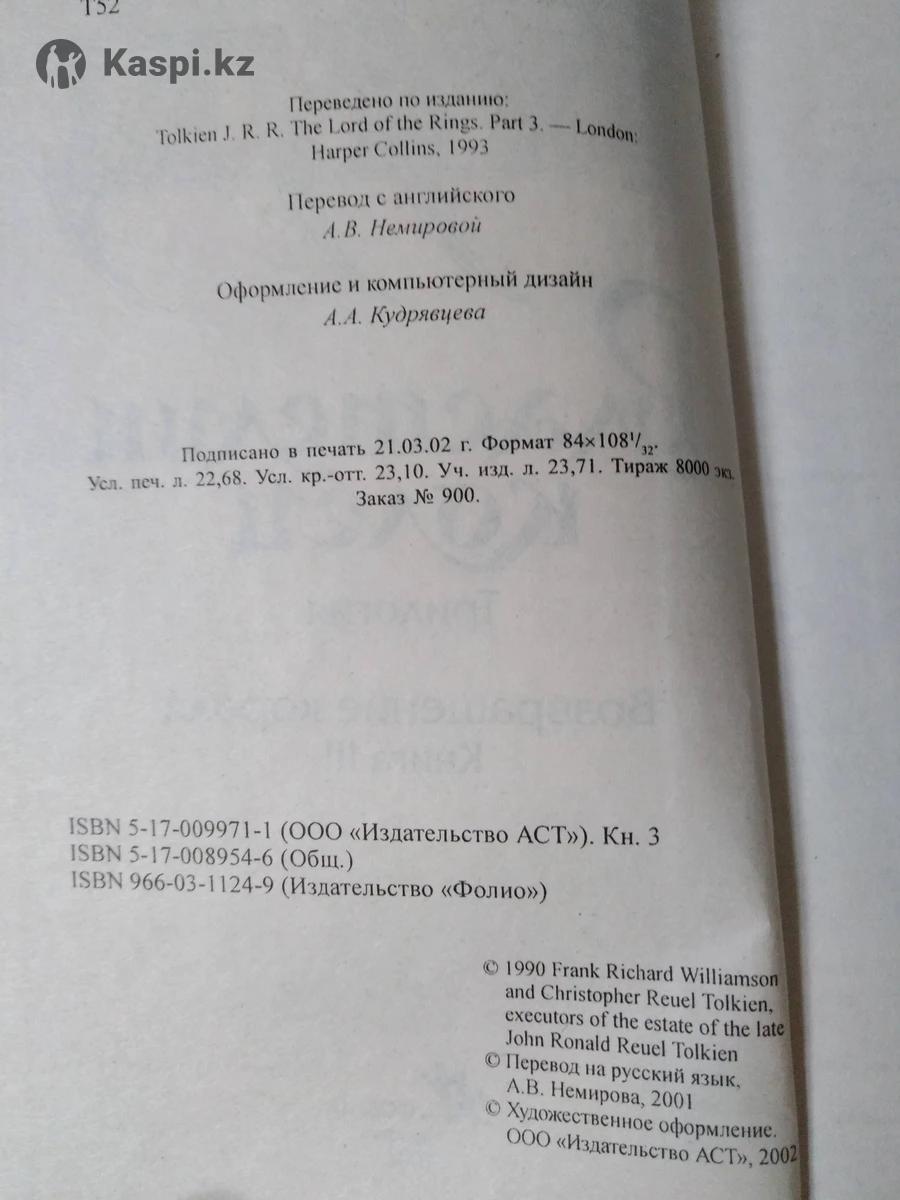 Т52
Kaspi.kz
Переведено по изданию:
Tolkien J. R. R. The Lord of the Rings. Part 3. — London:
Harper Collins, 1993
Перевод с английского
А.В. Немировой
Оформление и компьютерный дизайн
А.А. Кудрявцева
Подписано в печать 21.03.02 г. Формат 84×108¹/₃₂.
Усл. печ. л. 22,68. Усл. кр.-отт. 23,10. Уч. изд. л. 23,71. Тираж 8000 экз.
Заказ № 900.
ISBN 5-17-009971-1 (ООО «Издательство АСТ»). Кн. 3
ISBN 5-17-008954-6 (Общ.)
ISBN 966-03-1124-9 (Издательство «Фолио»)
© 1990 Frank Richard Williamson
and Christopher Reuel Tolkien,
executors of the estate of the late
John Ronald Reuel Tolkien
© Перевод на русский язык,
А.В. Немирова, 2001
© Художественное оформление.
ООО «Издательство АСТ», 2002